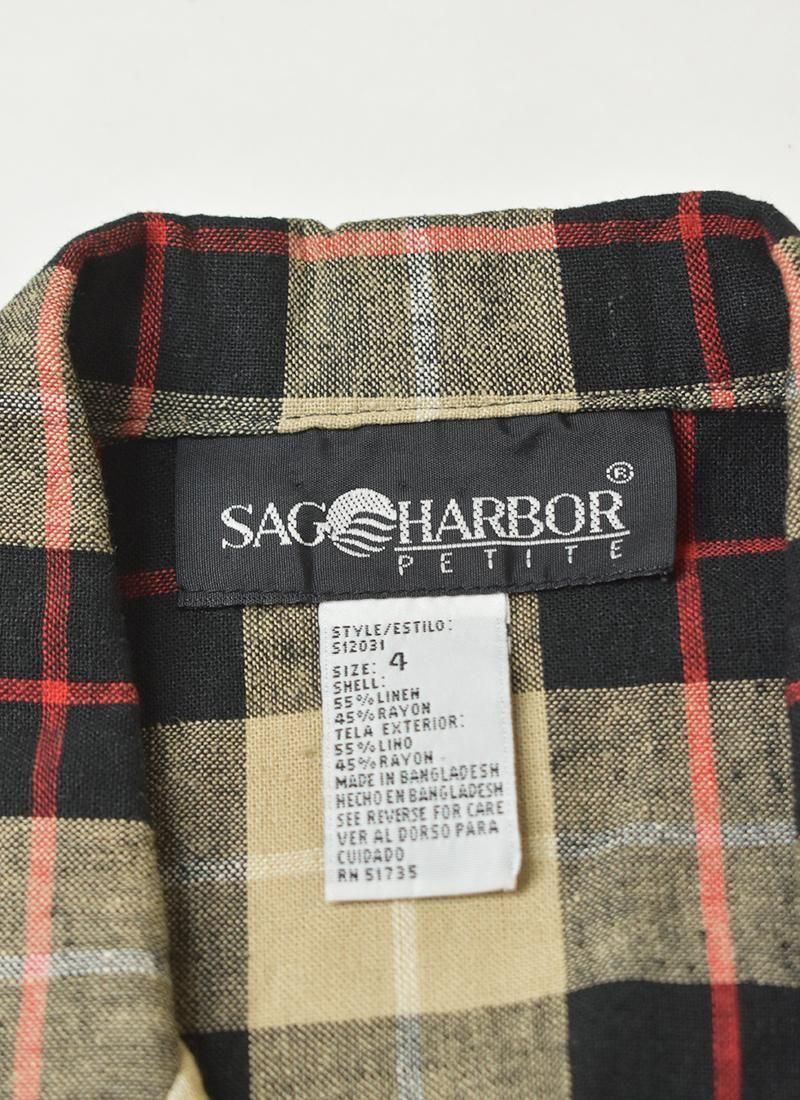 SAG HARBOR®
PETITE
STYLE/ESTILO:
S12031
SIZE: 4
SHELL:
55% LINEN
45% RAYON
TELA EXTERIOR:
55% LINO
45% RAYON
MADE IN BANGLADESH
HECHO EN BANGLADESH
SEE REVERSE FOR CARE
VER AL DORSO PARA
CUIDADO
RN 51735